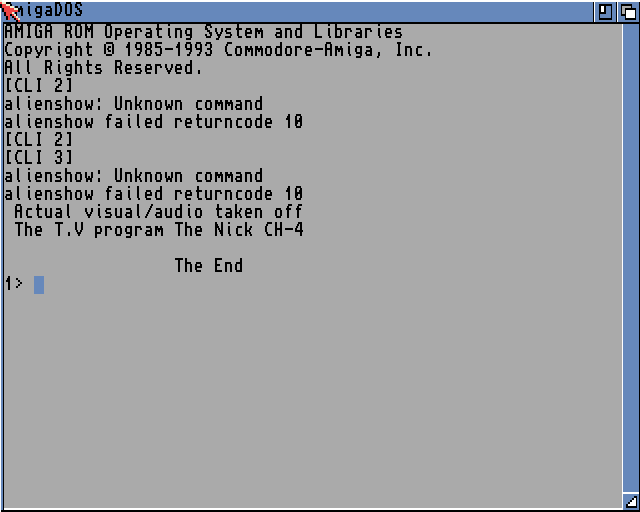 AmigaDOS
AMIGA ROM Operating System and Libraries
Copyright © 1985-1993 Commodore-Amiga, Inc.
All Rights Reserved.
[CLI 2]
alienshow: Unknown command
alienshow failed returncode 10
[CLI 2]
[CLI 3]
alienshow: Unknown command
alienshow failed returncode 10
Actual visual/audio taken off
The T.V program The Nick CH-4
The End
1>